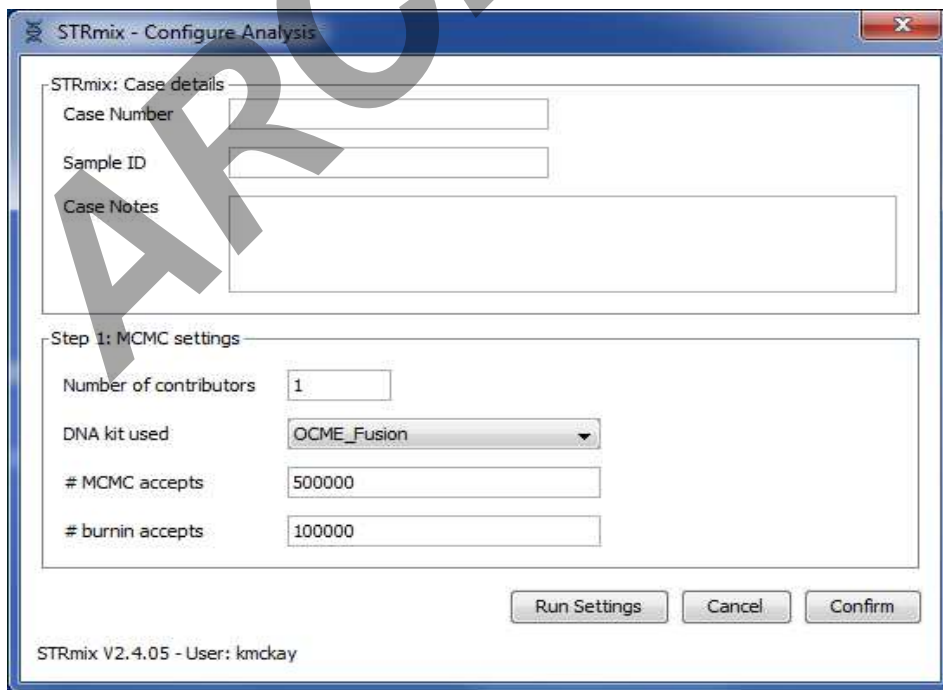 STRmix - Configure Analysis
STRmix: Case details
Case Number
Sample ID
Case Notes
Step 1: MCMC settings
Number of contributors 1
DNA kit used OCME_Fusion
# MCMC accepts 500000
# burnin accepts 100000
Run Settings Cancel Confirm
STRmix V2.4.05 - User: kmckay